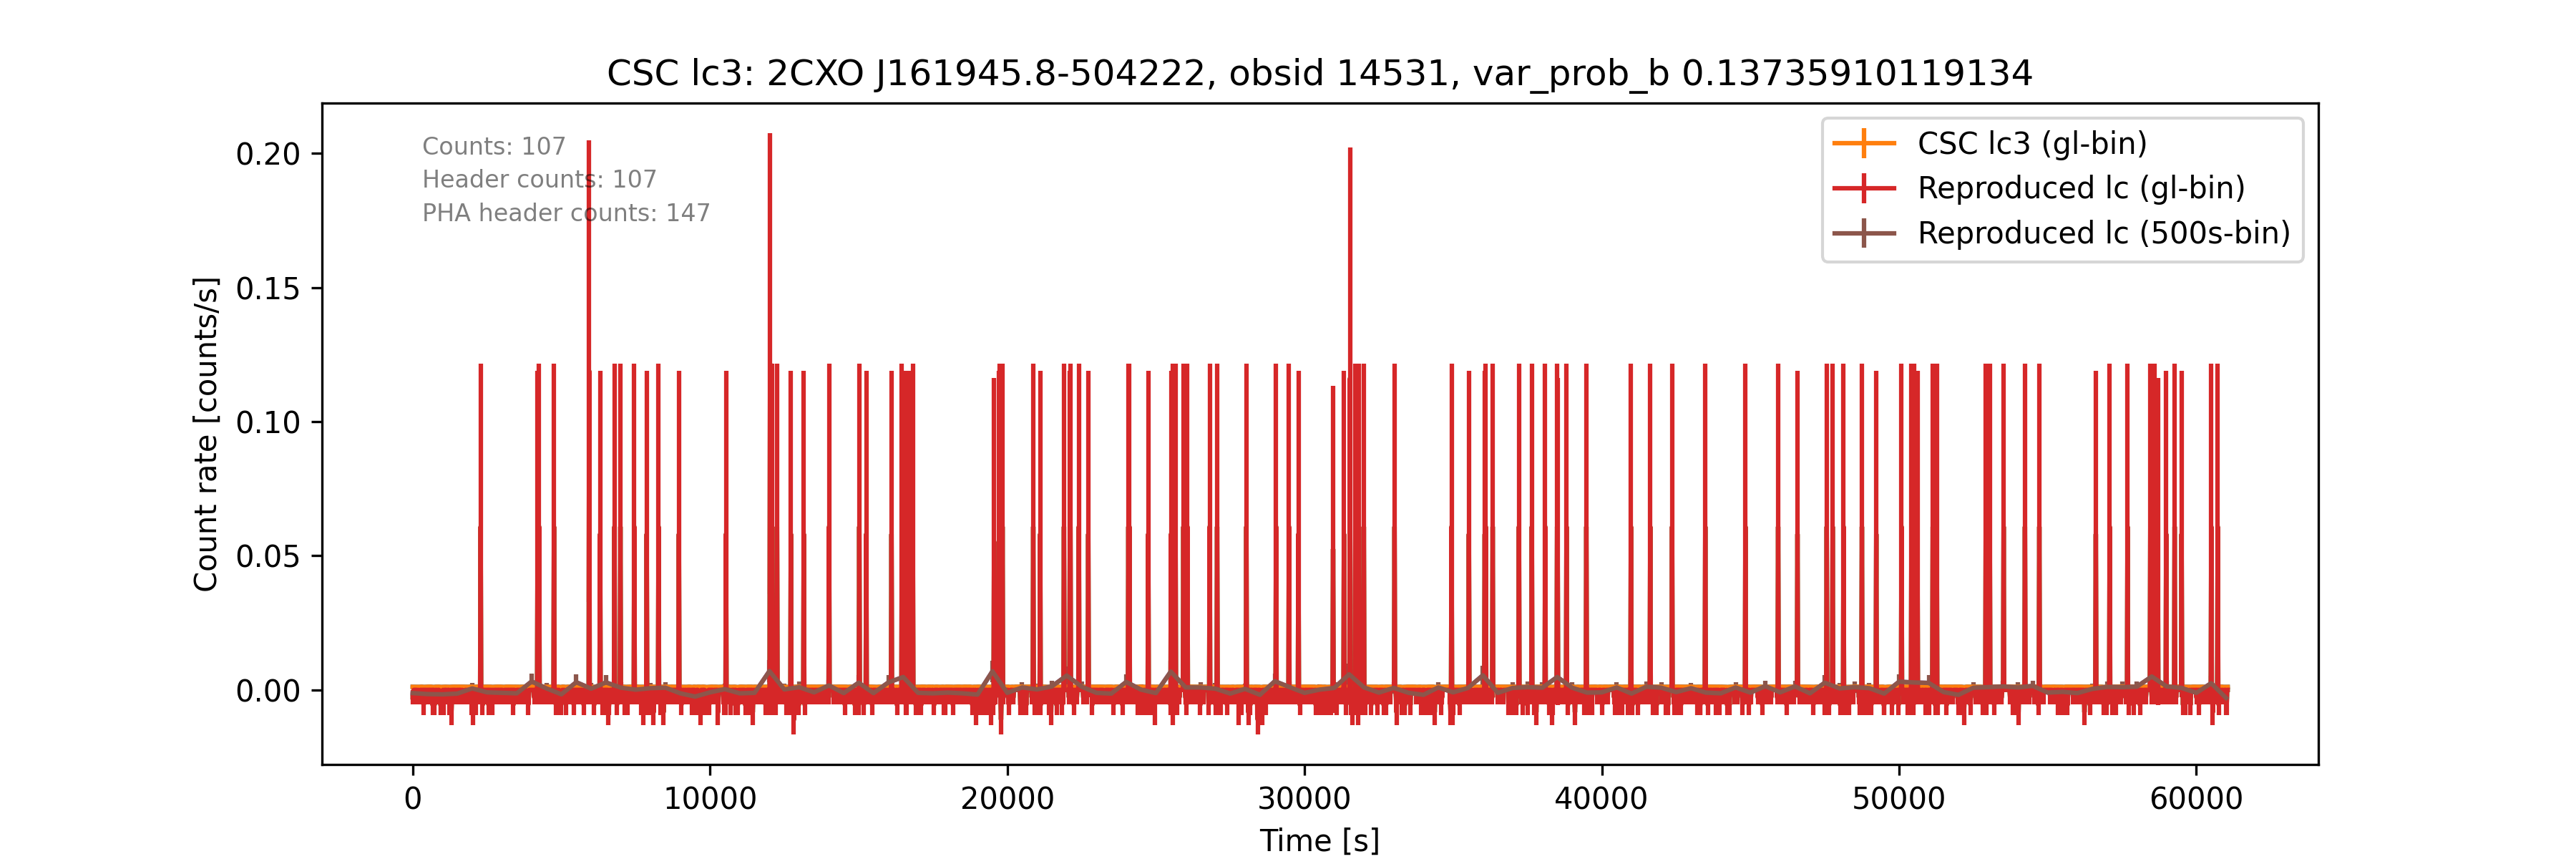 CSC lc3: 2CXO J161945.8-504222, obsid 14531, var_prob_b 0.13735910119134
Counts: 107
Header counts: 107
PHA header counts: 147
CSC lc3 (gl-bin)
Reproduced lc (gl-bin)
Reproduced lc (500s-bin)
Count rate [counts/s]
0.20
0.15
0.10
0.05
0.00
0 10000 20000 30000 40000 50000 60000
Time [s]